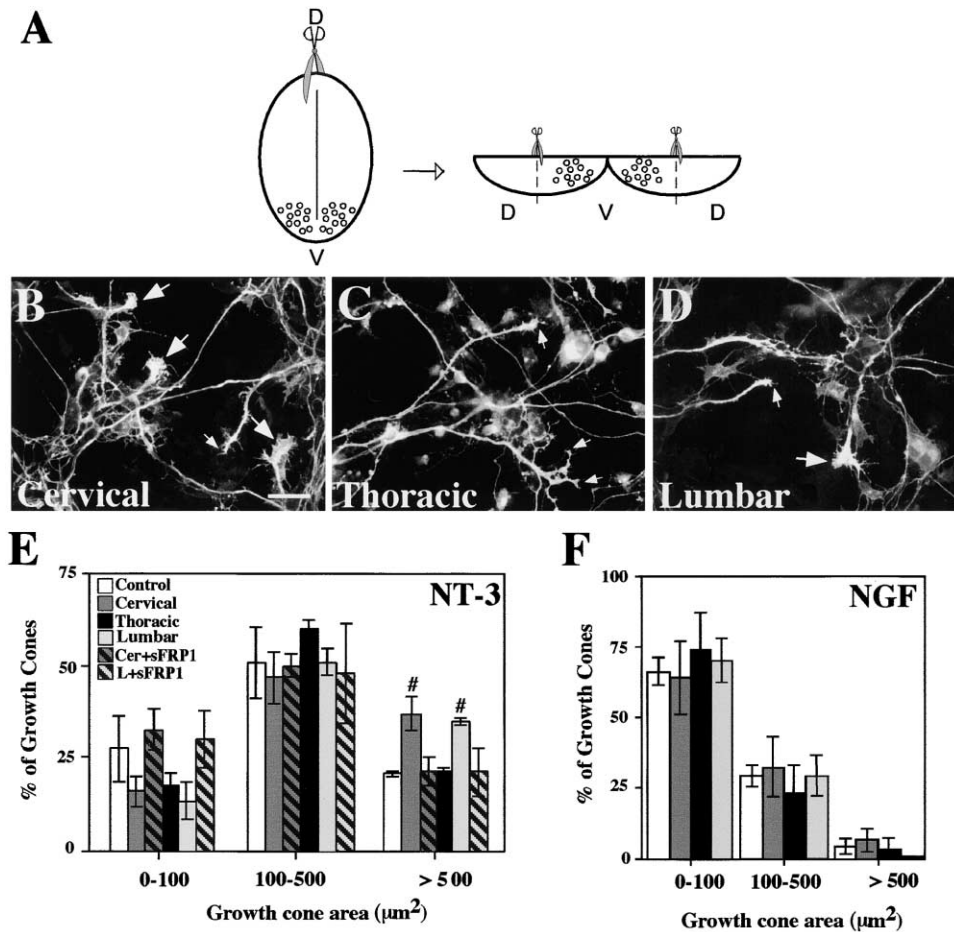 A
D
V
D V D
B
Cervical
C
Thoracic
D
Lumbar
E
NT-3
Control
Cervical
Thoracic
Lumbar
Cer+sFRP1
L+sFRP1
# #
75
50
25
0
% of Growth Cones
0-100 100-500 > 500
Growth cone area (µm²)
F
NGF
100
75
50
25
0
% of Growth Cones
0-100 100-500 > 500
Growth cone area (µm²)